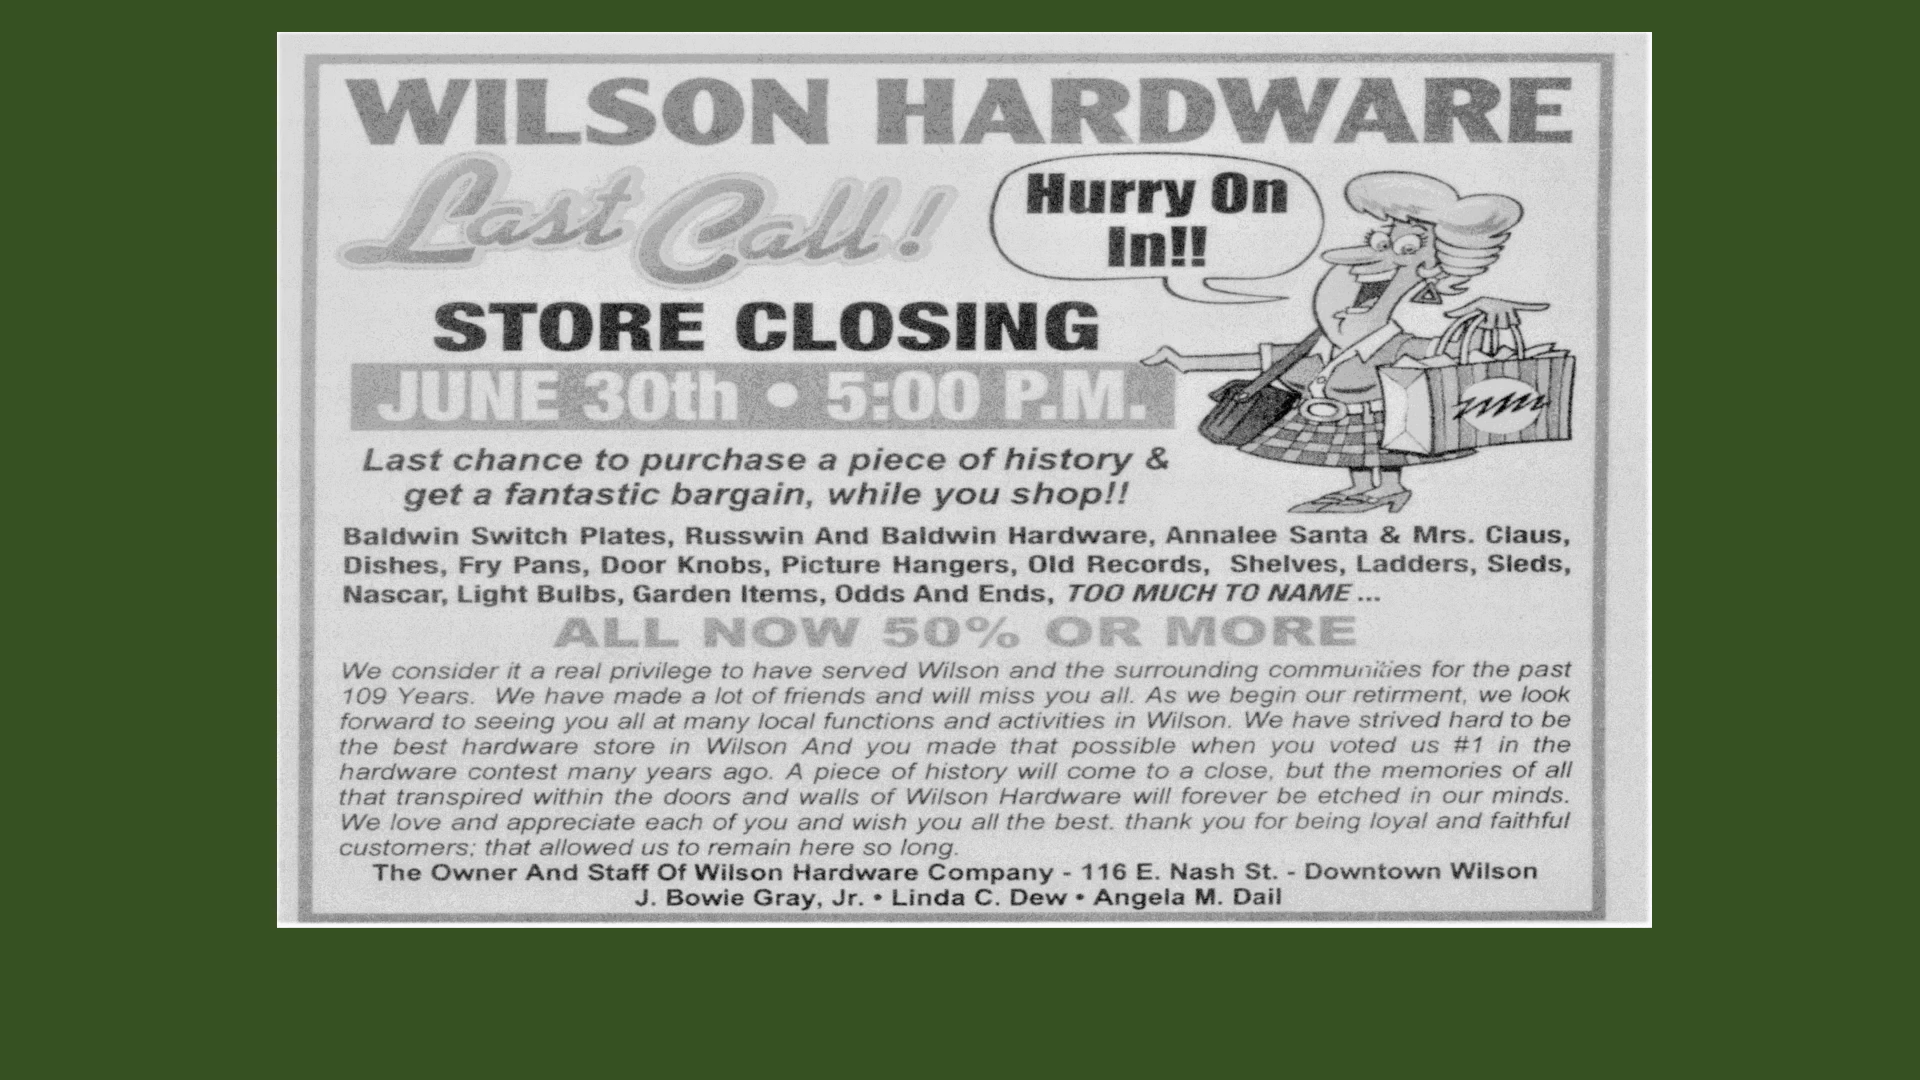 WILSON HARDWARE
Last Call!
Hurry On
In!!
STORE CLOSING
JUNE 30th • 5:00 P.M.
Last chance to purchase a piece of history &
get a fantastic bargain, while you shop!!
Baldwin Switch Plates, Russwin And Baldwin Hardware, Annalee Santa & Mrs. Claus,
Dishes, Fry Pans, Door Knobs, Picture Hangers, Old Records, Shelves, Ladders, Sleds,
Nascar, Light Bulbs, Garden Items, Odds And Ends, TOO MUCH TO NAME ...
ALL NOW 50% OR MORE
We consider it a real privilege to have served Wilson and the surrounding communities for the past
109 Years. We have made a lot of friends and will miss you all. As we begin our retirment, we look
forward to seeing you all at many local functions and activities in Wilson. We have strived hard to be
the best hardware store in Wilson And you made that possible when you voted us #1 in the
hardware contest many years ago. A piece of history will come to a close, but the memories of all
that transpired within the doors and walls of Wilson Hardware will forever be etched in our minds.
We love and appreciate each of you and wish you all the best. thank you for being loyal and faithful
customers; that allowed us to remain here so long.
The Owner And Staff Of Wilson Hardware Company - 116 E. Nash St. - Downtown Wilson
J. Bowie Gray, Jr. • Linda C. Dew • Angela M. Dail